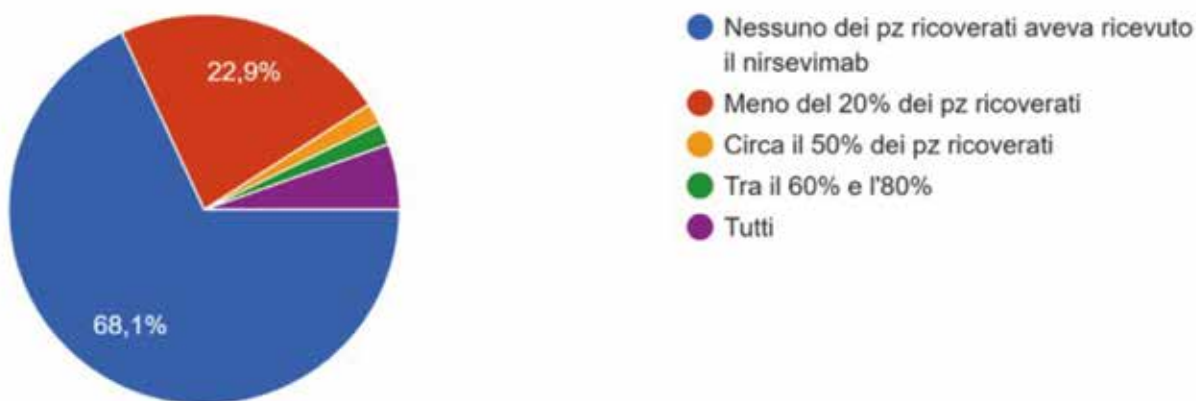 22,9%
68,1%
Nessuno dei pz ricoverati aveva ricevuto
il nirsevimab
Meno del 20% dei pz ricoverati
Circa il 50% dei pz ricoverati
Tra il 60% e l'80%
Tutti